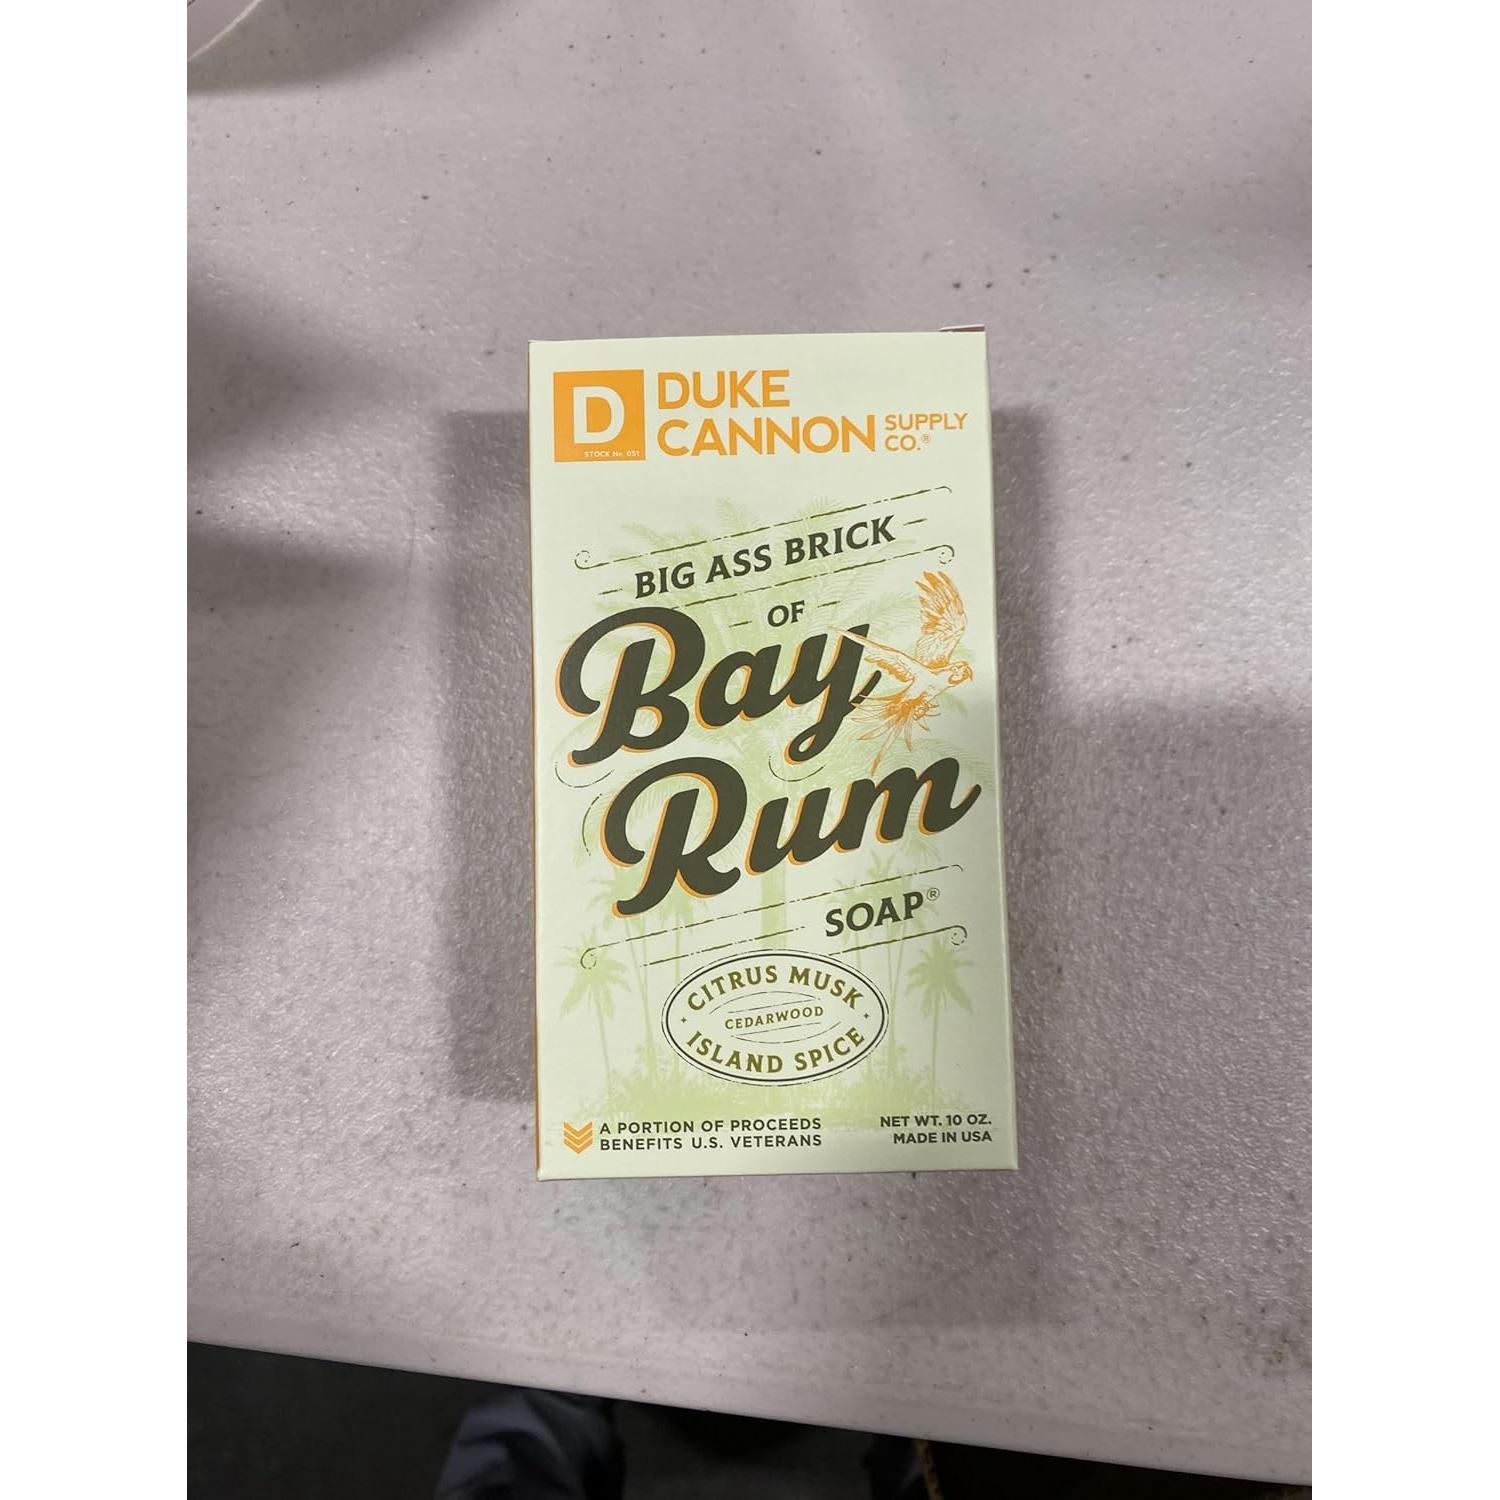 D
STOCK No. 051
DUKE
CANNON SUPPLY CO.®
BIG ASS BRICK
OF
Bay
Rum
SOAP®
CITRUS MUSK
CEDARWOOD
ISLAND SPICE
A PORTION OF PROCEEDS
BENEFITS U.S. VETERANS
NET WT. 10 OZ.
MADE IN USA